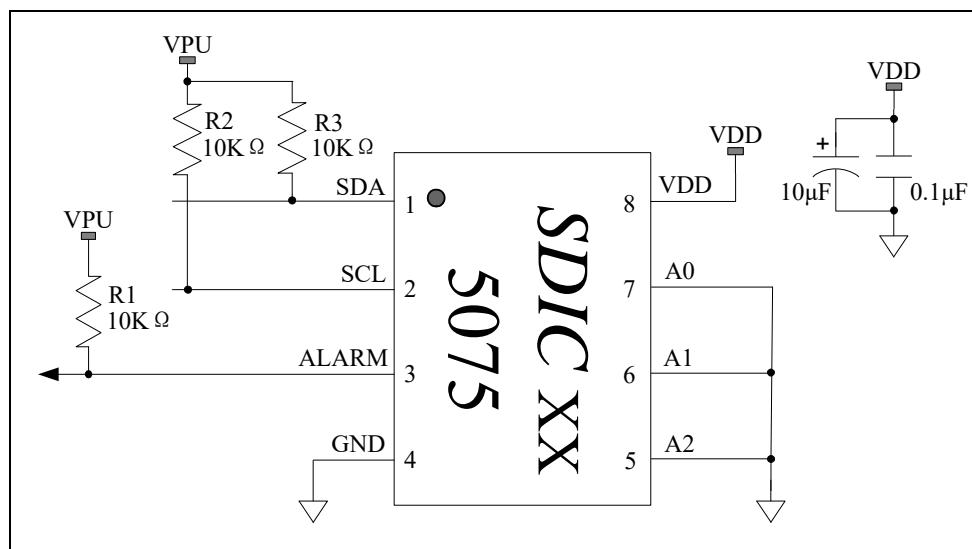 VPU
R2
10K Ω
R3
10K Ω
VPU
R1
10K Ω
SDA
SCL
ALARM
GND
1
2
3
4
SDIC XX
5075
8
7
6
5
VDD
A0
A1
A2
VDD
VDD
+
10μF
0.1μF